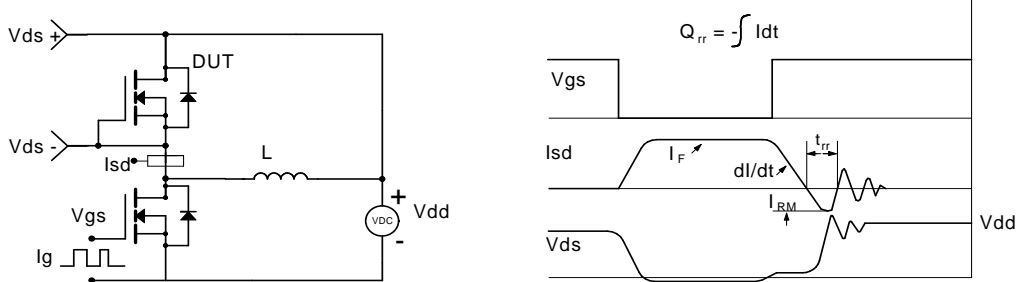 Vds +
DUT
Vds -
Isd
L
Vgs
Ig
+
VDC
-
Vdd
Q rr = - ∫ Idt
Vgs
Isd
I F
dI/dt
t rr
I RM
Vds
Vdd